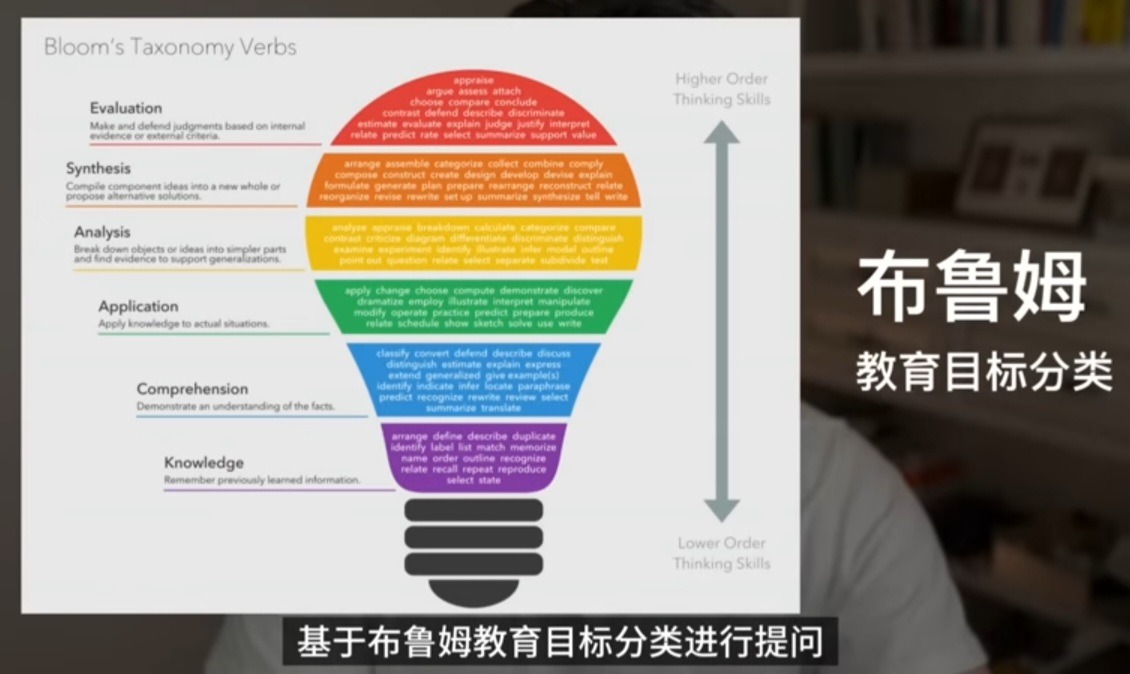 Bloom's Taxonomy Verbs
Evaluation
Make and defend judgments based on internal
evidence or external criteria.
Synthesis
Compile component ideas into a new whole or
propose alternative solutions.
Analysis
Break down objects or ideas into simpler parts
and find evidence to support generalizations.
Application
Apply knowledge to actual situations.
Comprehension
Demonstrate an understanding of the facts.
Knowledge
Remember previously learned information.
appraise
argue assess attach
choose compare conclude
contrast defend describe discriminate
estimate evaluate explain judge justify interpret
relate predict rate select summarize support value
arrange assemble categorize collect combine comply
compose construct create design develop devise explain
formulate generate plan prepare rearrange reconstruct relate
reorganize revise rewrite set up summarize synthesize tell write
analyze appraise breakdown calculate categorize compare
contrast criticize diagram differentiate discriminate distinguish
examine experiment identify illustrate infer model outline
point out question relate select separate subdivide test
apply change choose compute demonstrate discover
dramatize employ illustrate interpret manipulate
modify operate practice predict prepare produce
relate schedule show sketch solve use write
classify convert defend describe discuss
distinguish estimate explain express
extend generalized give example(s)
identify indicate infer locate paraphrase
predict recognize rewrite review select
summarize translate
arrange define describe duplicate
identify label list match memorize
name order outline recognize
relate recall repeat reproduce
select state
Higher Order
Thinking Skills
Lower Order
Thinking Skills
布鲁姆
教育目标分类
基于布鲁姆教育目标分类进行提问